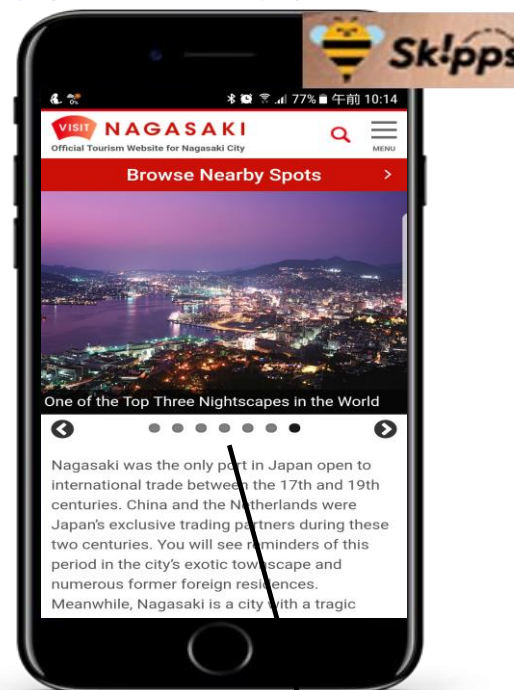 Sk!pps
77% 午前 10:14
VISIT NAGASAKI
Official Tourism Website for Nagasaki City
MENU
Browse Nearby Spots
One of the Top Three Nightscapes in the World
Nagasaki was the only port in Japan open to
international trade between the 17th and 19th
centuries. China and the Netherlands were
Japan's exclusive trading partners during these
two centuries. You will see reminders of this
period in the city's exotic townscape and
numerous former foreign residences.
Meanwhile, Nagasaki is a city with a tragic